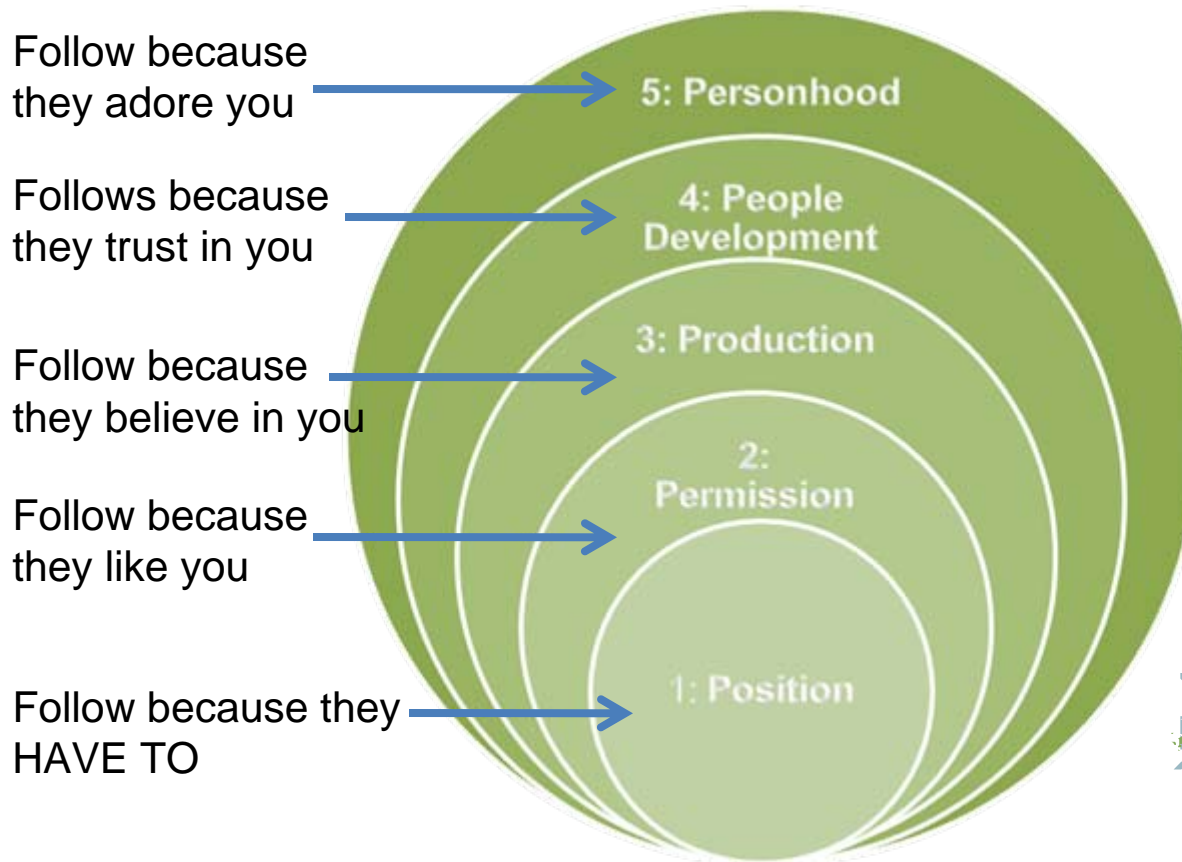 Follow because
they adore you
5: Personhood
Follows because
they trust in you
4: People
Development
Follow because
they believe in you
3: Production
Follow because
they like you
2:
Permission
Follow because they
HAVE TO
1: Position